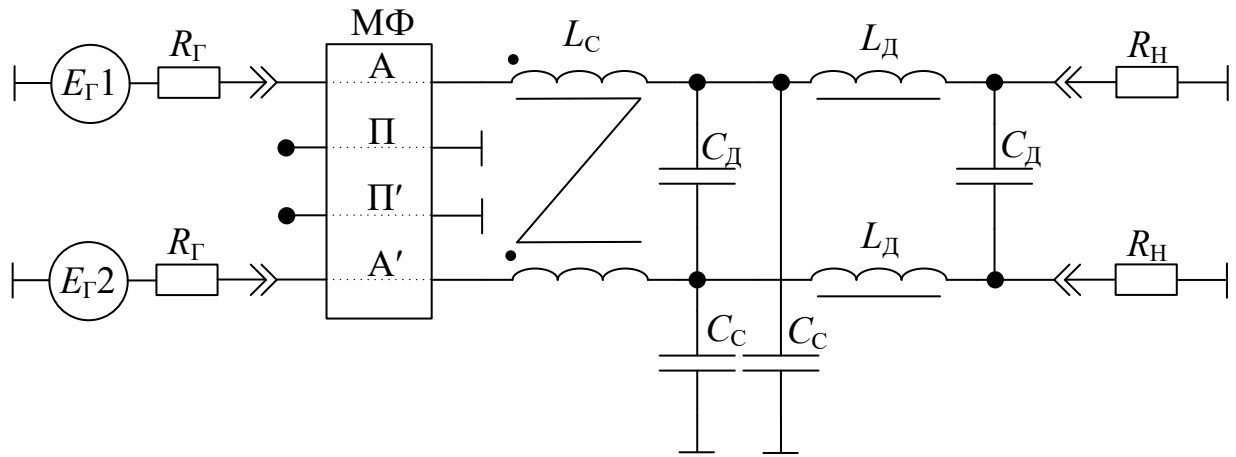 МФ
R_Г
L_С
L_Д
R_Н
E_Г1
А
П
C_Д
C_Д
П′
R_Г
А′
L_Д
R_Н
E_Г2
C_С
C_С